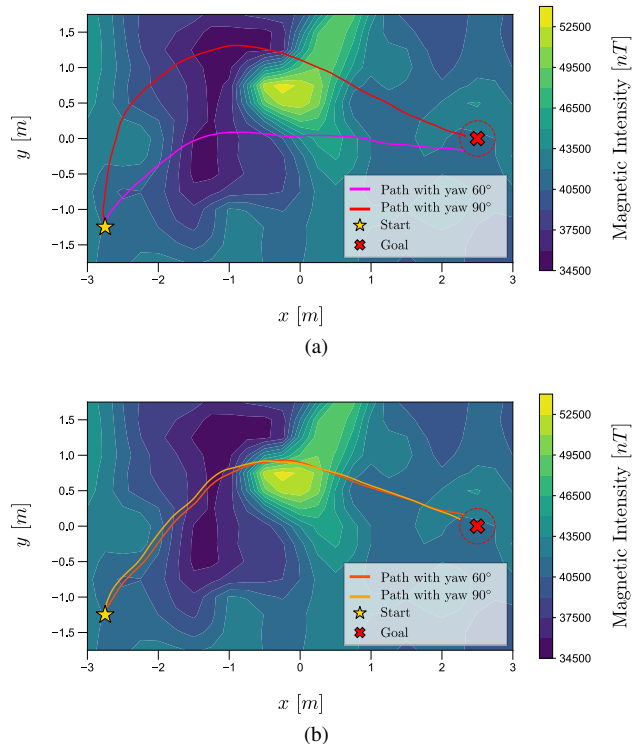 1.5
1.0
0.5
0.0
−0.5
−1.0
−1.5
y [m]
−3 −2 −1 0 1 2 3
x [m]
Path with yaw 60°
Path with yaw 90°
Start
Goal
52500
49500
46500
43500
40500
37500
34500
Magnetic Intensity [nT]
(a)
1.5
1.0
0.5
0.0
−0.5
−1.0
−1.5
y [m]
−3 −2 −1 0 1 2 3
x [m]
Path with yaw 60°
Path with yaw 90°
Start
Goal
52500
49500
46500
43500
40500
37500
34500
Magnetic Intensity [nT]
(b)